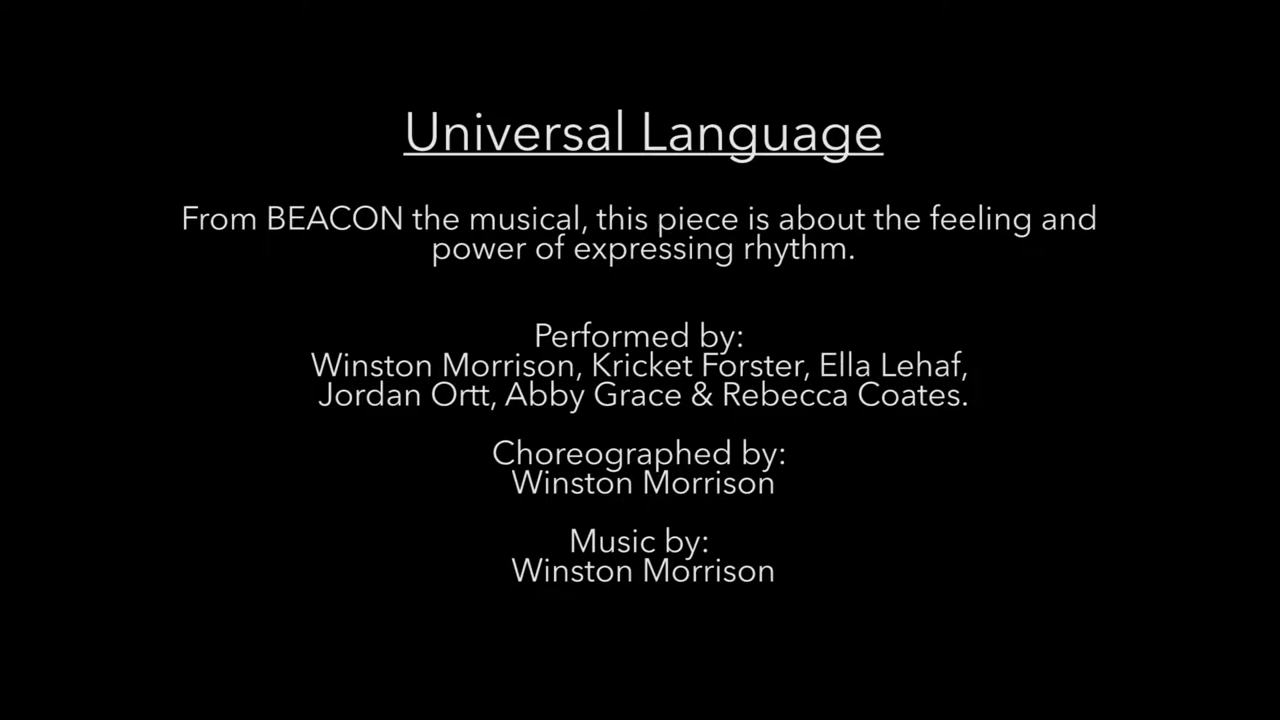 Universal Language
From BEACON the musical, this piece is about the feeling and
power of expressing rhythm.
Performed by:
Winston Morrison, Kricket Forster, Ella Lehaf,
Jordan Ortt, Abby Grace & Rebecca Coates.
Choreographed by:
Winston Morrison
Music by:
Winston Morrison